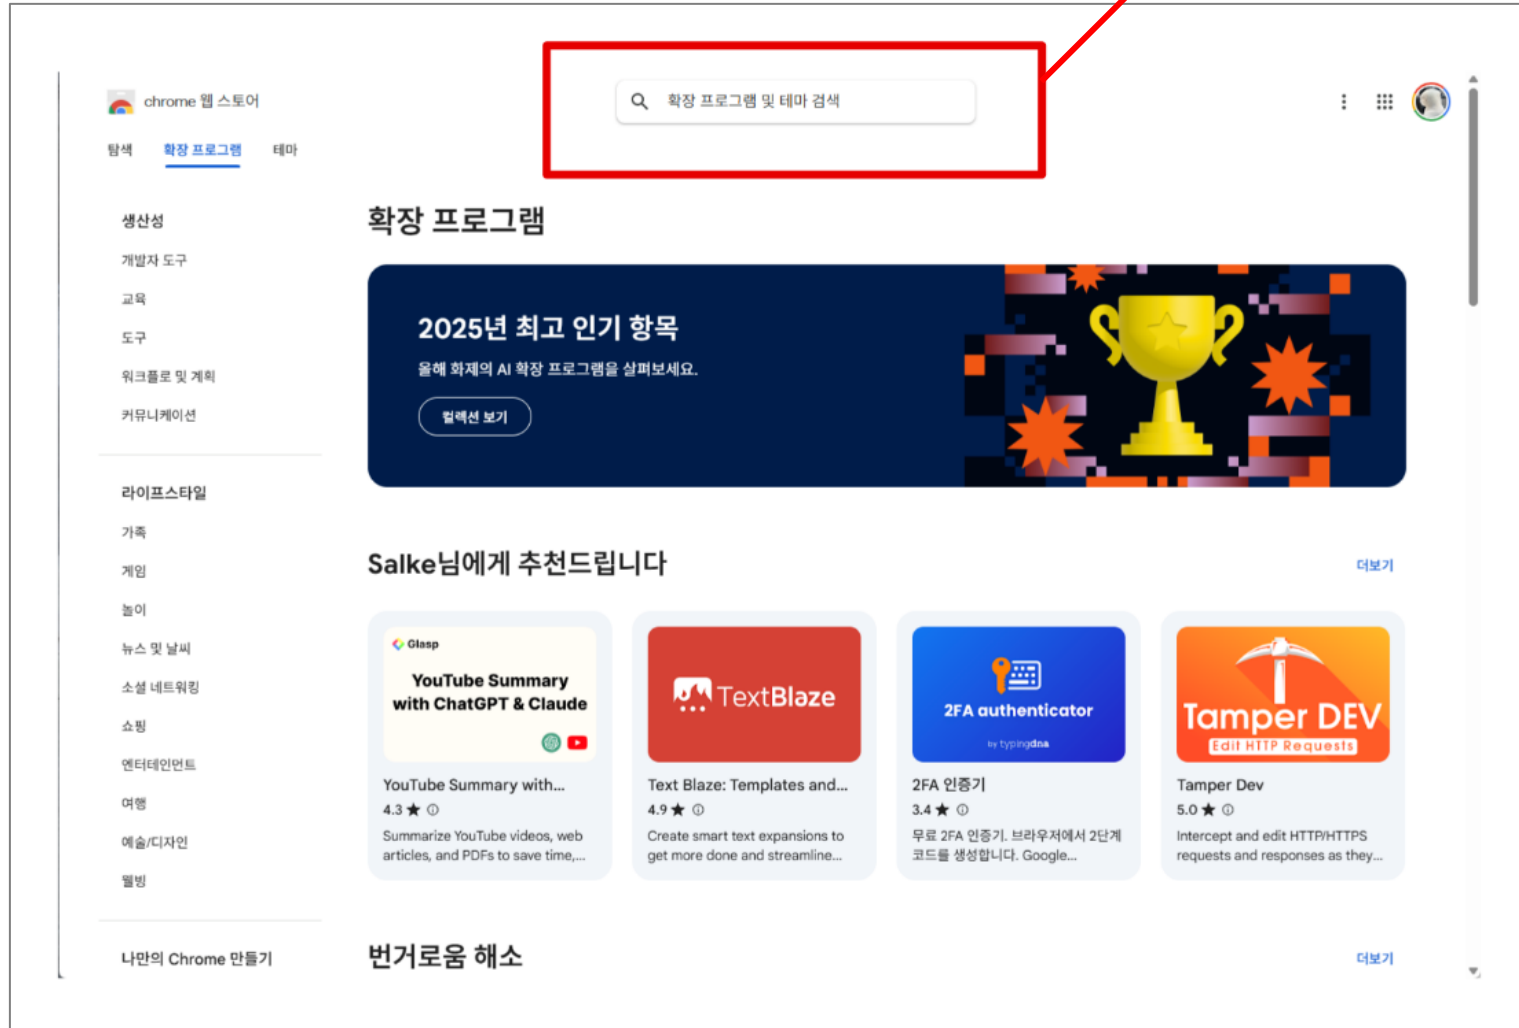 chrome 웹 스토어
확장 프로그램 및 테마 검색
탐색
확장 프로그램
테마
생산성
개발자 도구
교육
도구
워크플로 및 계획
커뮤니케이션
라이프스타일
가족
게임
놀이
뉴스 및 날씨
소셜 네트워킹
쇼핑
엔터테인먼트
여행
예술/디자인
웰빙
나만의 Chrome 만들기
확장 프로그램
2025년 최고 인기 항목
올해 화제의 AI 확장 프로그램을 살펴보세요.
컬렉션 보기
Salke님에게 추천드립니다
더보기
Glasp
YouTube Summary
with ChatGPT & Claude
YouTube Summary with...
4.3
Summarize YouTube videos, web
articles, and PDFs to save time,...
TextBlaze
Text Blaze: Templates and...
4.9
Create smart text expansions to
get more done and streamline...
2FA authenticator
by typingdna
2FA 인증기
3.4
무료 2FA 인증기. 브라우저에서 2단계
코드를 생성합니다. Google...
Tamper DEV
Edit HTTP Requests
Tamper Dev
5.0
Intercept and edit HTTP/HTTPS
requests and responses as they...
번거로움 해소
더보기